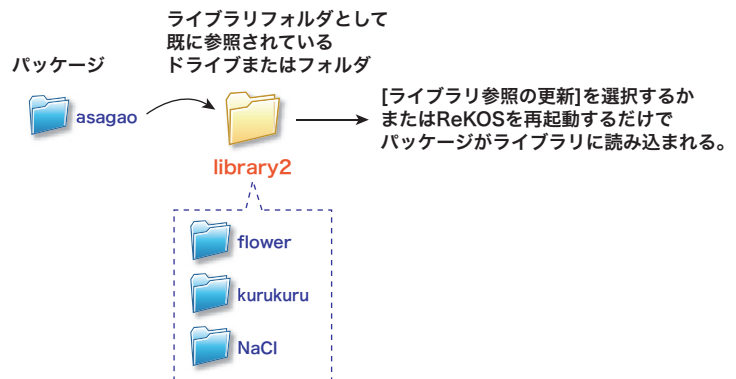 ライブラリフォルダとして
既に参照されている
ドライブまたはフォルダ
パッケージ
asagao
library2
[ライブラリ参照の更新]を選択するか
またはReKOSを再起動するだけで
パッケージがライブラリに読み込まれる。
flower
kurukuru
NaCl